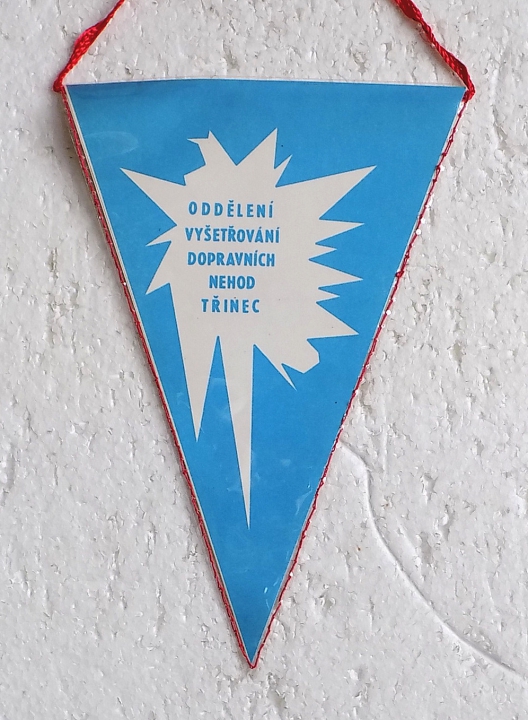 ODDĚLENÍ
VYŠETŘOVÁNÍ
DOPRAVNÍCH
NEHOD
TŘINEC